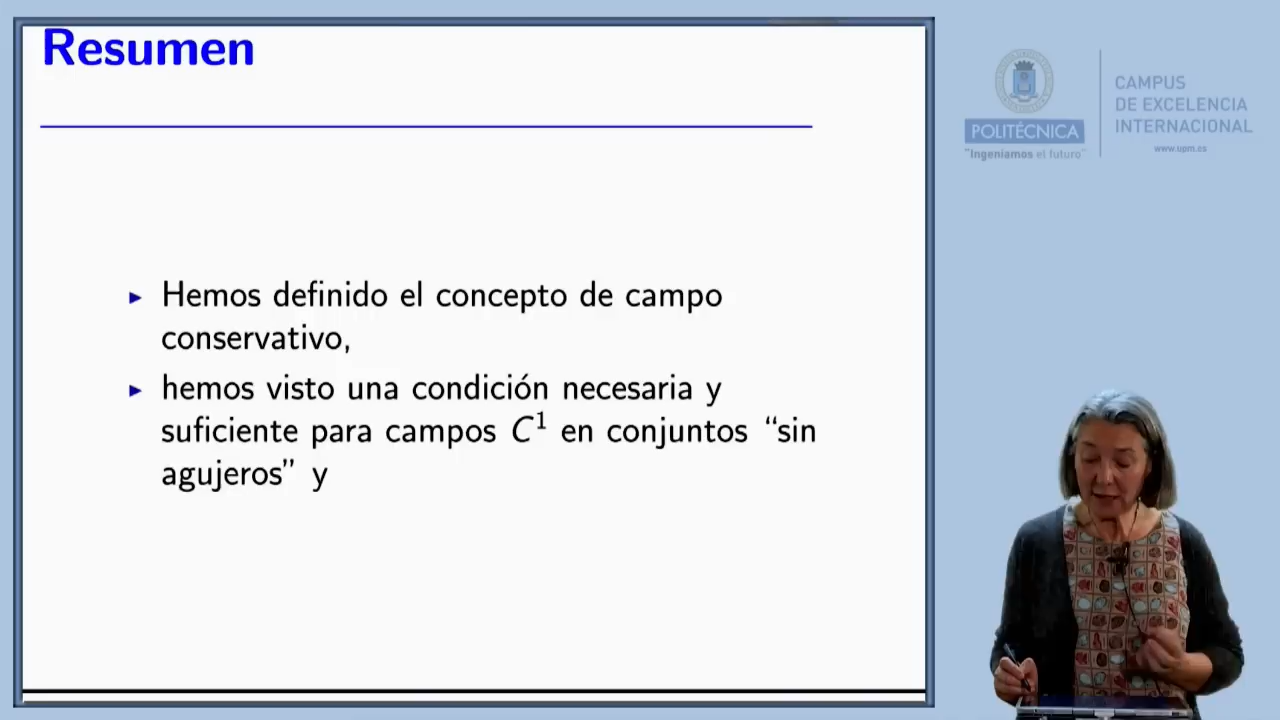 Resumen
▸ Hemos definido el concepto de campo
conservativo,
▸ hemos visto una condición necesaria y
suficiente para campos C¹ en conjuntos “sin
agujeros” y
POLITÉCNICA
"Ingeniamos el futuro"
CAMPUS
DE EXCELENCIA
INTERNACIONAL
www.upm.es